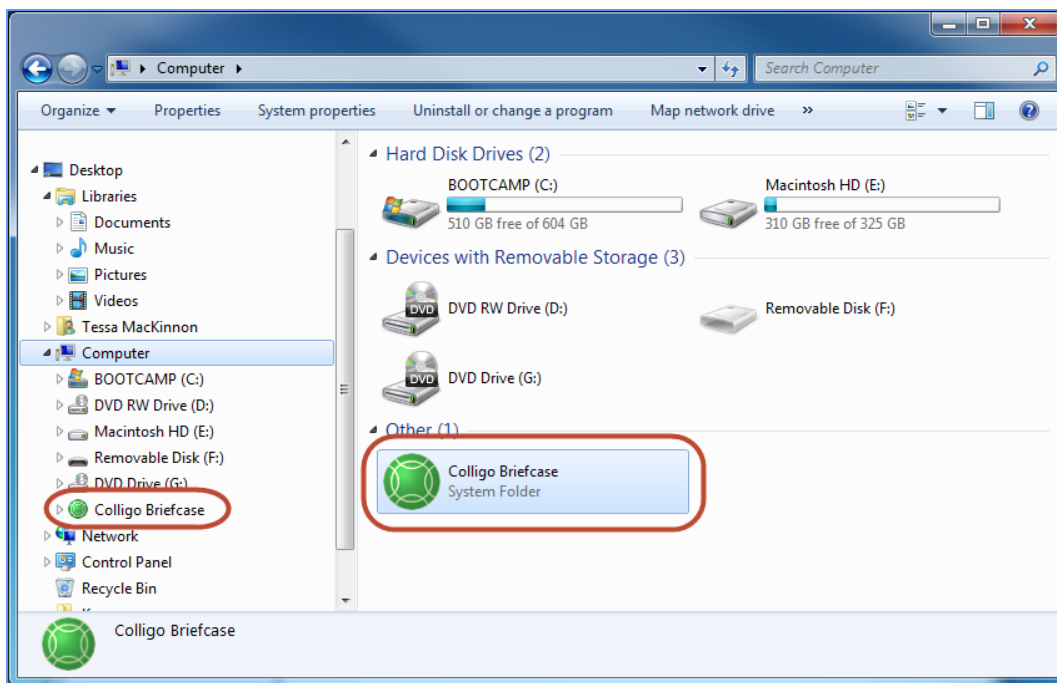 Computer
Search Computer
Organize Properties System properties Uninstall or change a program Map network drive »
Desktop
Libraries
Documents
Music
Pictures
Videos
Tessa MacKinnon
Computer
BOOTCAMP (C:)
DVD RW Drive (D:)
Macintosh HD (E:)
Removable Disk (F:)
DVD Drive (G:)
Colligo Briefcase
Network
Control Panel
Recycle Bin
Hard Disk Drives (2)
BOOTCAMP (C:)
510 GB free of 604 GB
Macintosh HD (E:)
310 GB free of 325 GB
Devices with Removable Storage (3)
DVD RW Drive (D:)
Removable Disk (F:)
DVD Drive (G:)
Other (1)
Colligo Briefcase
System Folder
Colligo Briefcase